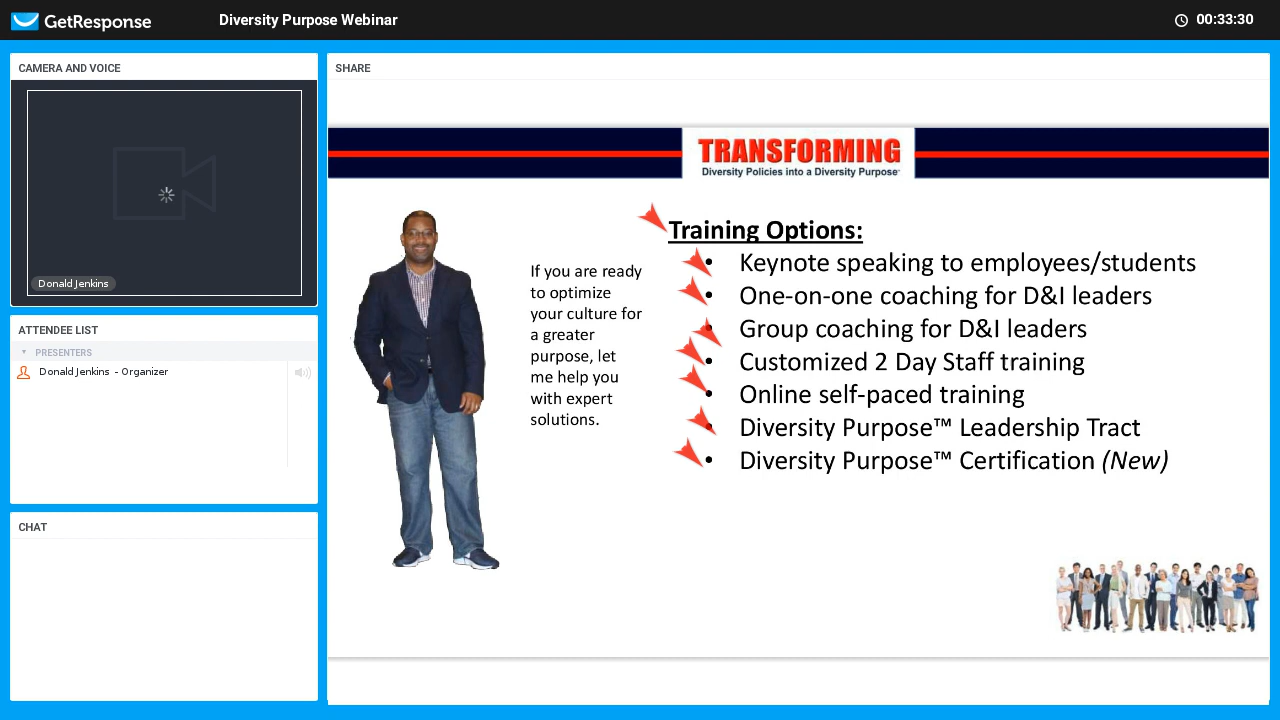 GetResponse
Diversity Purpose Webinar
00:33:30
CAMERA AND VOICE
Donald Jenkins
ATTENDEE LIST
PRESENTERS
Donald Jenkins - Organizer
CHAT
SHARE
TRANSFORMING
Diversity Policies into a Diversity Purpose
If you are ready
to optimize
your culture for
a greater
purpose, let
me help you
with expert
solutions.
Training Options:
• Keynote speaking to employees/students
• One-on-one coaching for D&I leaders
• Group coaching for D&I leaders
• Customized 2 Day Staff training
• Online self-paced training
• Diversity Purpose™ Leadership Tract
• Diversity Purpose™ Certification (New)